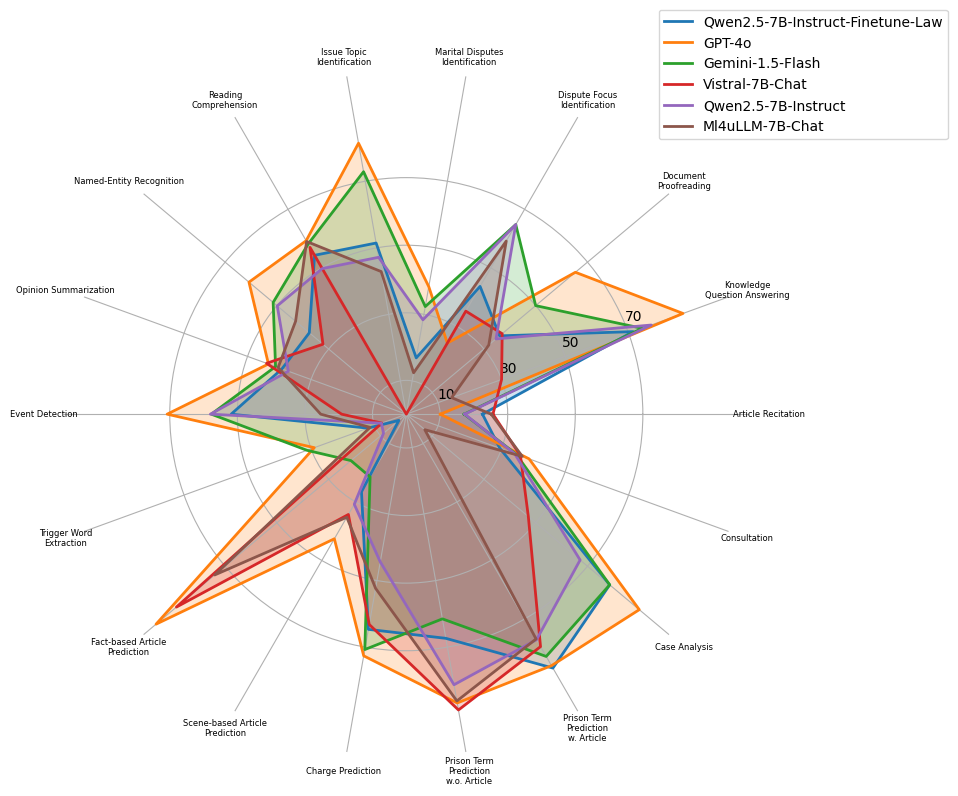 Qwen2.5-7B-Instruct-Finetune-Law
GPT-4o
Gemini-1.5-Flash
Vistral-7B-Chat
Qwen2.5-7B-Instruct
Ml4uLLM-7B-Chat
Issue Topic
Identification
Marital Disputes
Identification
Reading
Comprehension
Dispute Focus
Identification
Named-Entity Recognition
Document
Proofreading
Opinion Summarization
Knowledge
Question Answering
70
50
30
10
Event Detection
Article Recitation
Trigger Word
Extraction
Consultation
Fact-based Article
Prediction
Case Analysis
Scene-based Article
Prediction
Prison Term
Prediction
w. Article
Charge Prediction
Prison Term
Prediction
w.o. Article